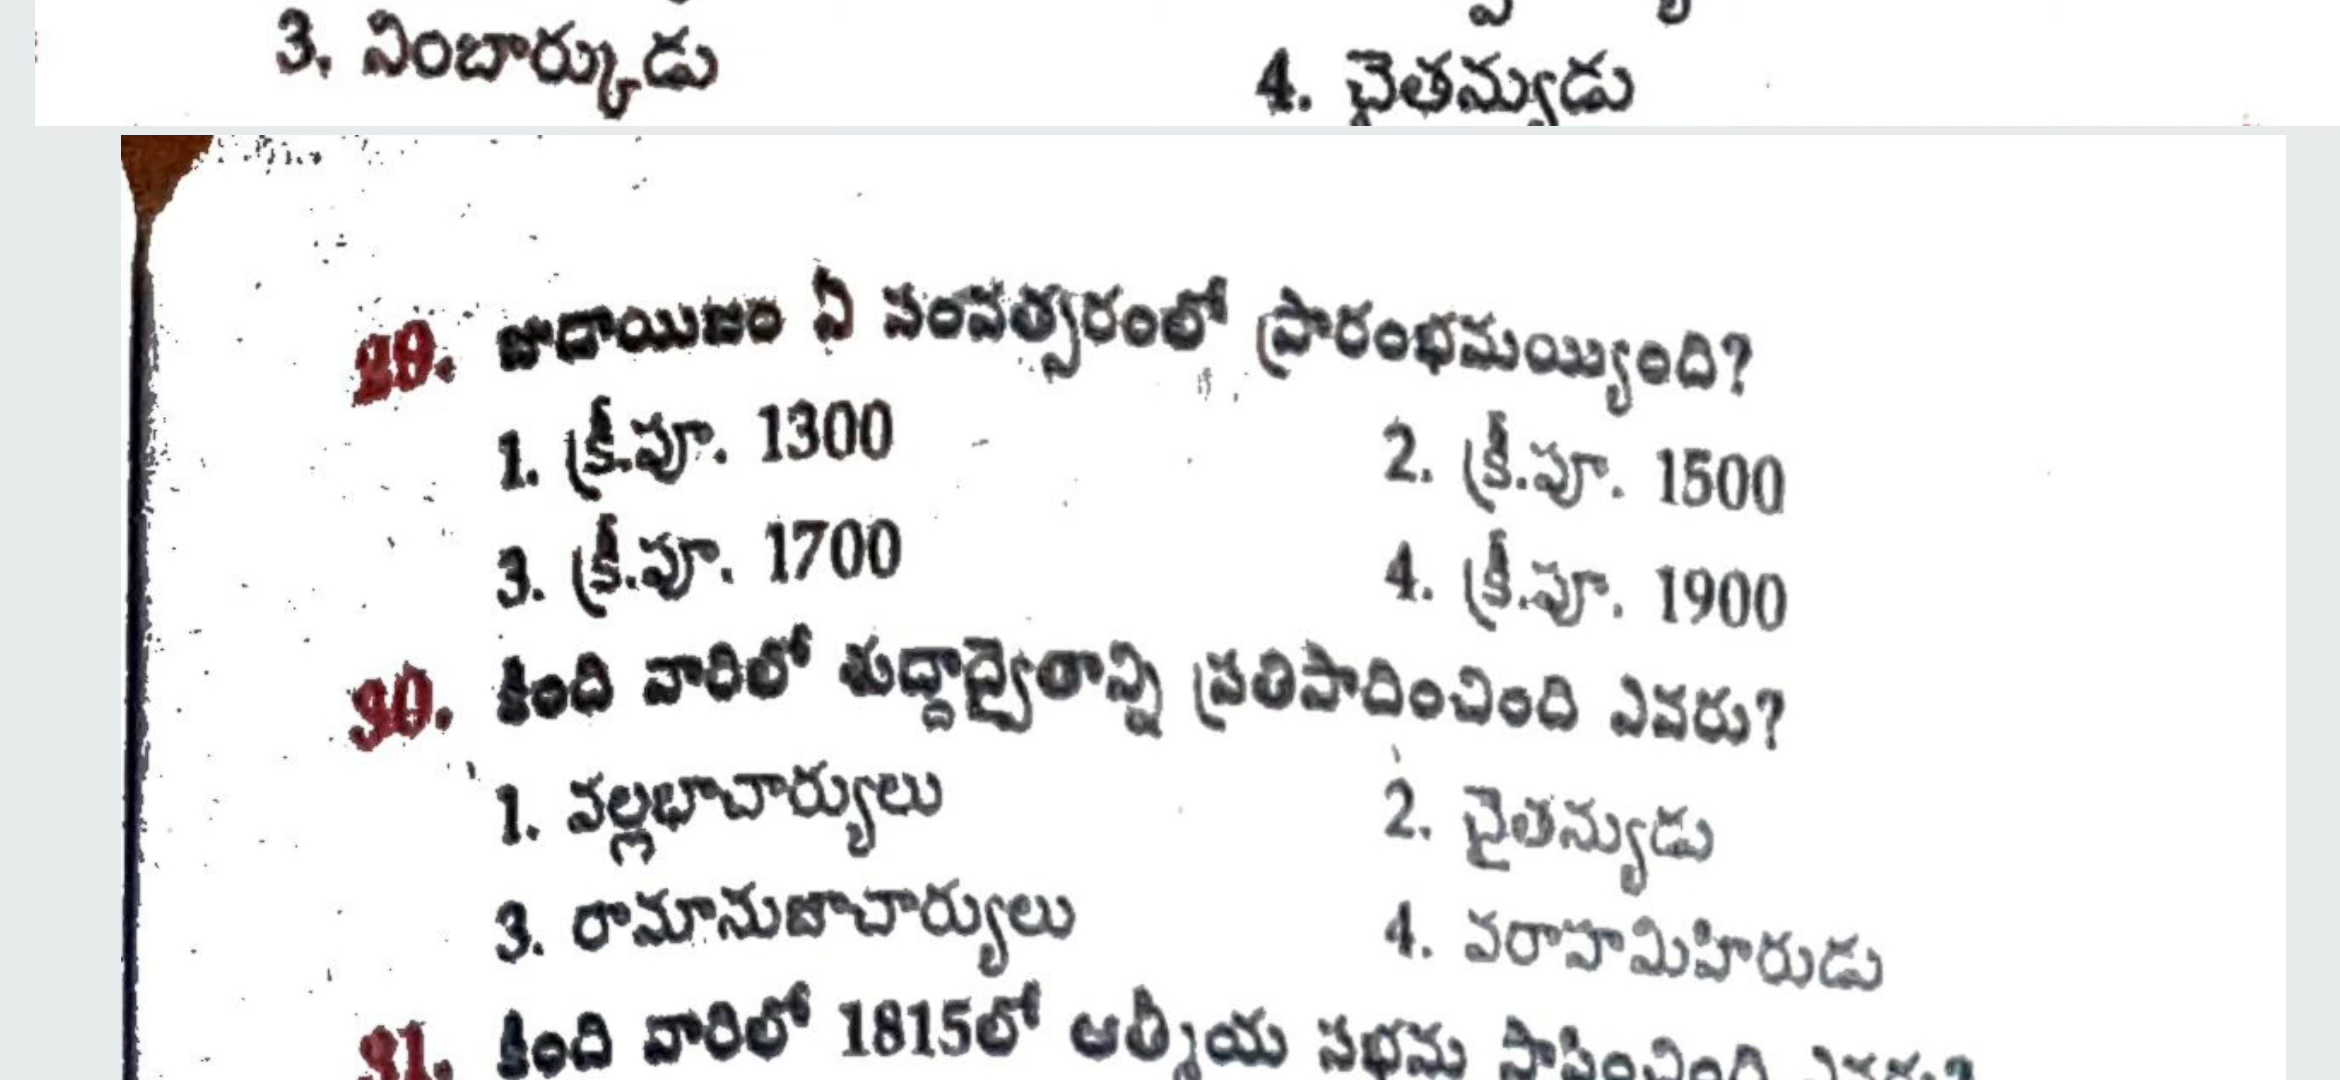 3. నింబార్కుడు
4. చైతన్యుడు
29. జుడాయిజం ఏ సంవత్సరంలో ప్రారంభమయ్యింది?
1. క్రీ.పూ. 1300
2. క్రీ.పూ. 1500
3. క్రీ.పూ. 1700
4. క్రీ.పూ. 1900
30. కింది వారిలో శుద్ధాద్వైతాన్ని ప్రతిపాదించింది ఎవరు?
1. వల్లభాచార్యులు
2. చైతన్యుడు
3. రామానుజాచార్యులు
4. వరాహమిహిరుడు
31. కింది వారిలో 1815లో ఆత్మీయ సభను స్థాపించింది ఎవరు?